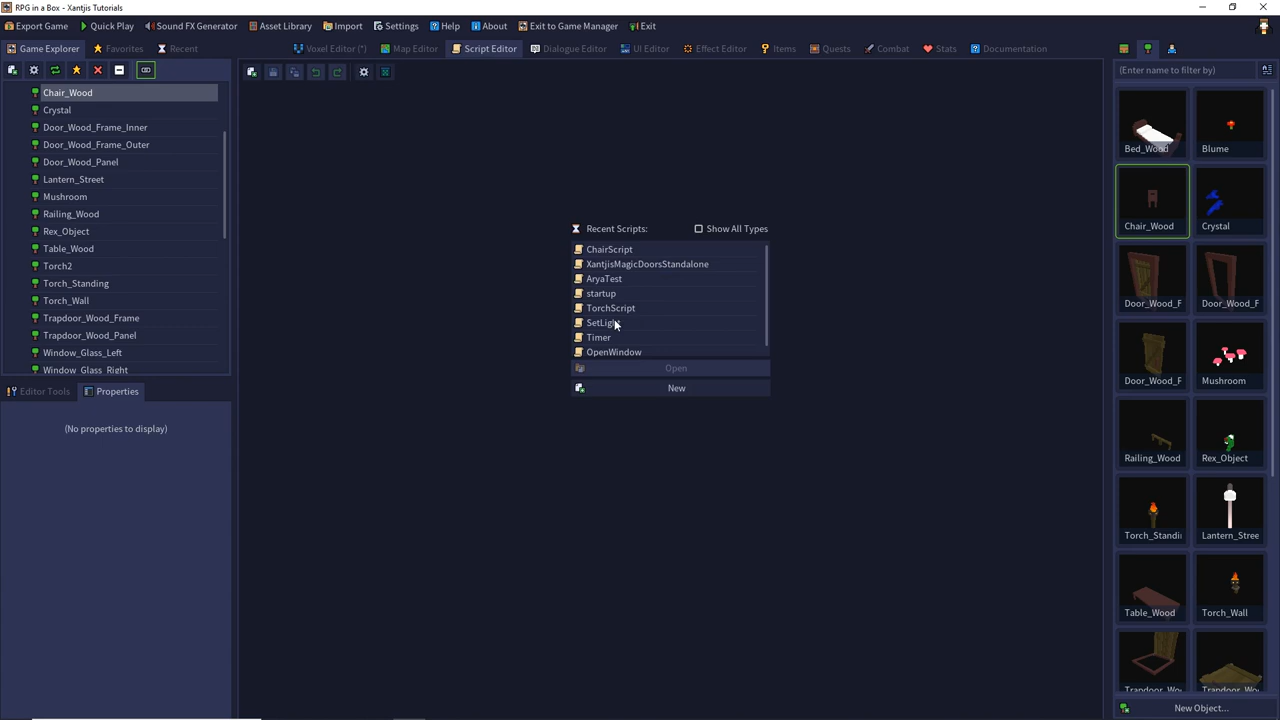 RPG in a Box - Xantjis Tutorials
Export Game Quick Play Sound FX Generator Asset Library Import Settings Help About Exit to Game Manager Exit
Game Explorer Favorites Recent Voxel Editor (*) Map Editor Script Editor Dialogue Editor UI Editor Effect Editor Items Quests Combat Stats Documentation
(Enter name to filter by)
Chair_Wood
Crystal
Door_Wood_Frame_Inner
Door_Wood_Frame_Outer
Door_Wood_Panel
Lantern_Street
Mushroom
Railing_Wood
Rex_Object
Table_Wood
Torch2
Torch_Standing
Torch_Wall
Trapdoor_Wood_Frame
Trapdoor_Wood_Panel
Window_Glass_Left
Window_Glass_Right
Editor Tools Properties
(No properties to display)
Recent Scripts: Show All Types
ChairScript
XantjisMagicDoorsStandalone
AryaTest
startup
TorchScript
SetLight
Timer
OpenWindow
Open
New
Bed_Wood Blume
Chair_Wood Crystal
Door_Wood_F Door_Wood_F
Door_Wood_F Mushroom
Railing_Wood Rex_Object
Torch_Standi Lantern_Stree
Table_Wood Torch_Wall
Trapdoor_Wo Trapdoor_Wo
New Object...